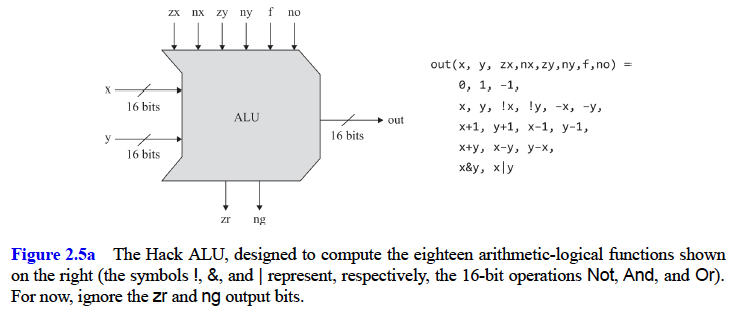 zx nx zy ny f no
x
16 bits
ALU
out
16 bits
y
16 bits
zr ng
out(x, y, zx,nx,zy,ny,f,no) =
0, 1, -1,
x, y, !x, !y, -x, -y,
x+1, y+1, x-1, y-1,
x+y, x-y, y-x,
x&y, x|y
Figure 2.5a The Hack ALU, designed to compute the eighteen arithmetic-logical functions shown
on the right (the symbols !, &, and | represent, respectively, the 16-bit operations Not, And, and Or).
For now, ignore the zr and ng output bits.